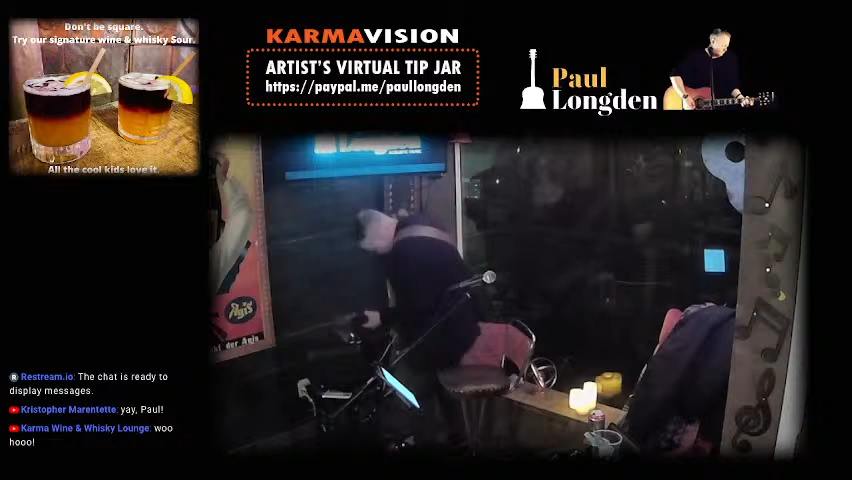 Don't be square.
Try our signature wine & whisky Sour.
All the cool kids love it.
KARMAVISION
ARTIST'S VIRTUAL TIP JAR
https://paypal.me/paullongden
Paul
Longden
Agis
Restream.io: The chat is ready to
display messages.
Kristopher Marentette: yay, Paul!
Karma Wine & Whisky Lounge: woo
hooo!